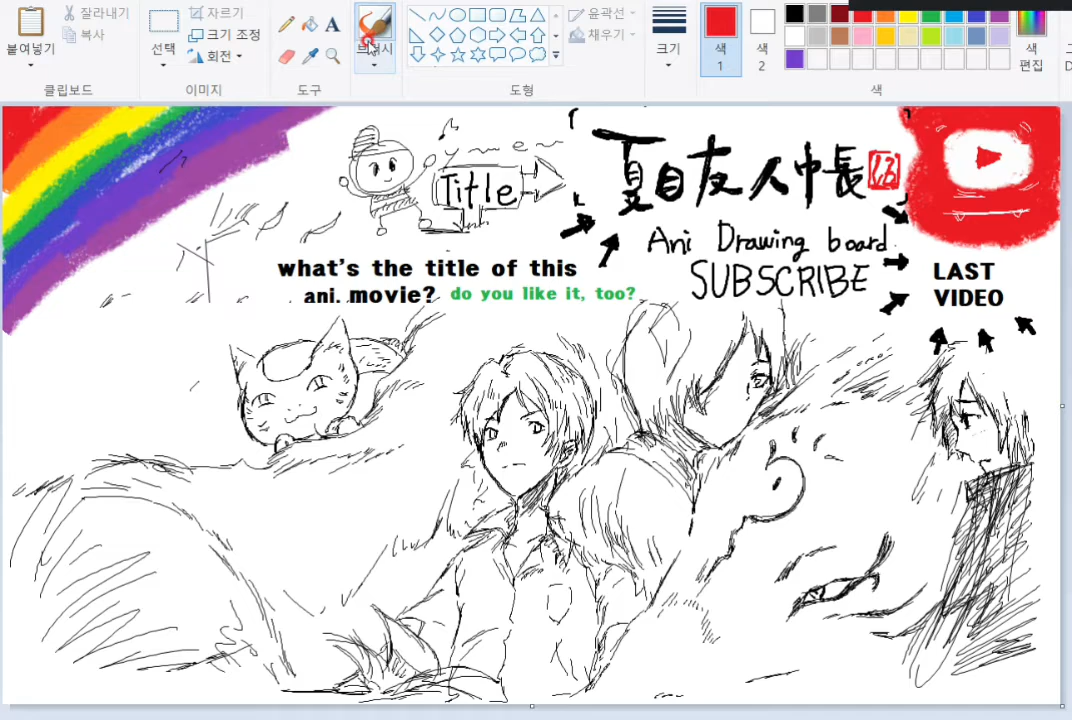 잘라내기
자르기
윤곽선
붙여넣기
복사
선택
크기 조정
회전
A
브러시
채우기
크기
색
1
색
2
색
편집
클립보드
이미지
도구
도형
색
Title
夏目友人帳
Ani Drawing board
SUBSCRIBE
what's the title of this
ani. movie? do you like it, too?
LAST
VIDEO